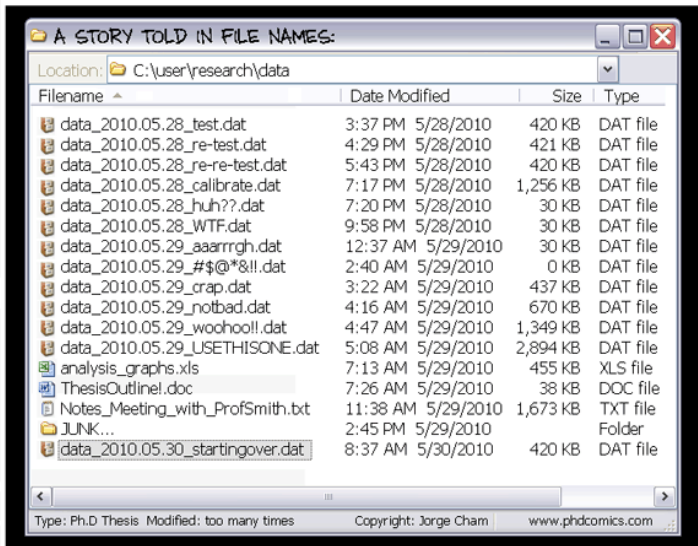 A STORY TOLD IN FILE NAMES:
Location: C:\user\research\data
Filename Date Modified Size Type
data_2010.05.28_test.dat 3:37 PM 5/28/2010 420 KB DAT file
data_2010.05.28_re-test.dat 4:29 PM 5/28/2010 421 KB DAT file
data_2010.05.28_re-re-test.dat 5:43 PM 5/28/2010 420 KB DAT file
data_2010.05.28_calibrate.dat 7:17 PM 5/28/2010 1,256 KB DAT file
data_2010.05.28_huh??.dat 7:20 PM 5/28/2010 30 KB DAT file
data_2010.05.28_WTF.dat 9:58 PM 5/28/2010 30 KB DAT file
data_2010.05.29_aaarrrgh.dat 12:37 AM 5/29/2010 30 KB DAT file
data_2010.05.29_#$@*&!!.dat 2:40 AM 5/29/2010 0 KB DAT file
data_2010.05.29_crap.dat 3:22 AM 5/29/2010 437 KB DAT file
data_2010.05.29_notbad.dat 4:16 AM 5/29/2010 670 KB DAT file
data_2010.05.29_woohoo!!.dat 4:47 AM 5/29/2010 1,349 KB DAT file
data_2010.05.29_USETHISONE.dat 5:08 AM 5/29/2010 2,894 KB DAT file
analysis_graphs.xls 7:13 AM 5/29/2010 455 KB XLS file
ThesisOutline!.doc 7:26 AM 5/29/2010 38 KB DOC file
Notes_Meeting_with_ProfSmith.txt 11:38 AM 5/29/2010 1,673 KB TXT file
JUNK... 2:45 PM 5/29/2010 Folder
data_2010.05.30_startingover.dat 8:37 AM 5/30/2010 420 KB DAT file
Type: Ph.D Thesis Modified: too many times Copyright: Jorge Cham www.phdcomics.com